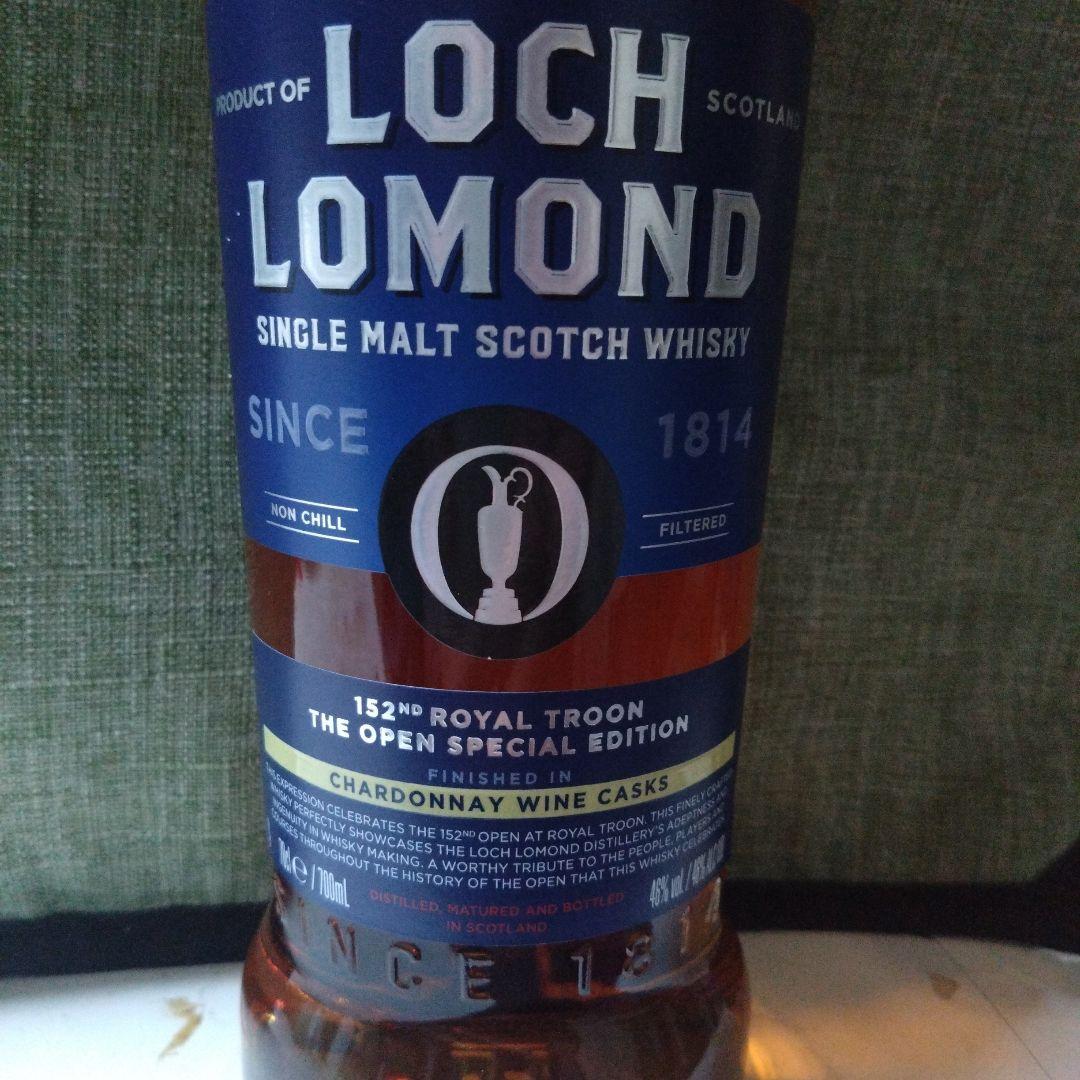 PRODUCT OF LOCH SCOTLAND
LOMOND
SINGLE MALT SCOTCH WHISKY
SINCE 1814
NON CHILL FILTERED
O
152ND ROYAL TROON
THE OPEN SPECIAL EDITION
FINISHED IN
CHARDONNAY WINE CASKS
THIS EXPRESSION CELEBRATES THE 152ND OPEN AT ROYAL TROON. THIS FINELY CRAFTED
WHISKY PERFECTLY SHOWCASES THE LOCH LOMOND DISTILLERY'S ADEPTNESS AND
INGENUITY IN WHISKY MAKING. A WORTHY TRIBUTE TO THE PEOPLE, PLAYERS AND
COURSES THROUGHOUT THE HISTORY OF THE OPEN THAT THIS WHISKY CELEBRATES.
70cl e / 700mL 46% vol. / 46%
DISTILLED, MATURED AND BOTTLED
IN SCOTLAND
SINCE 1814